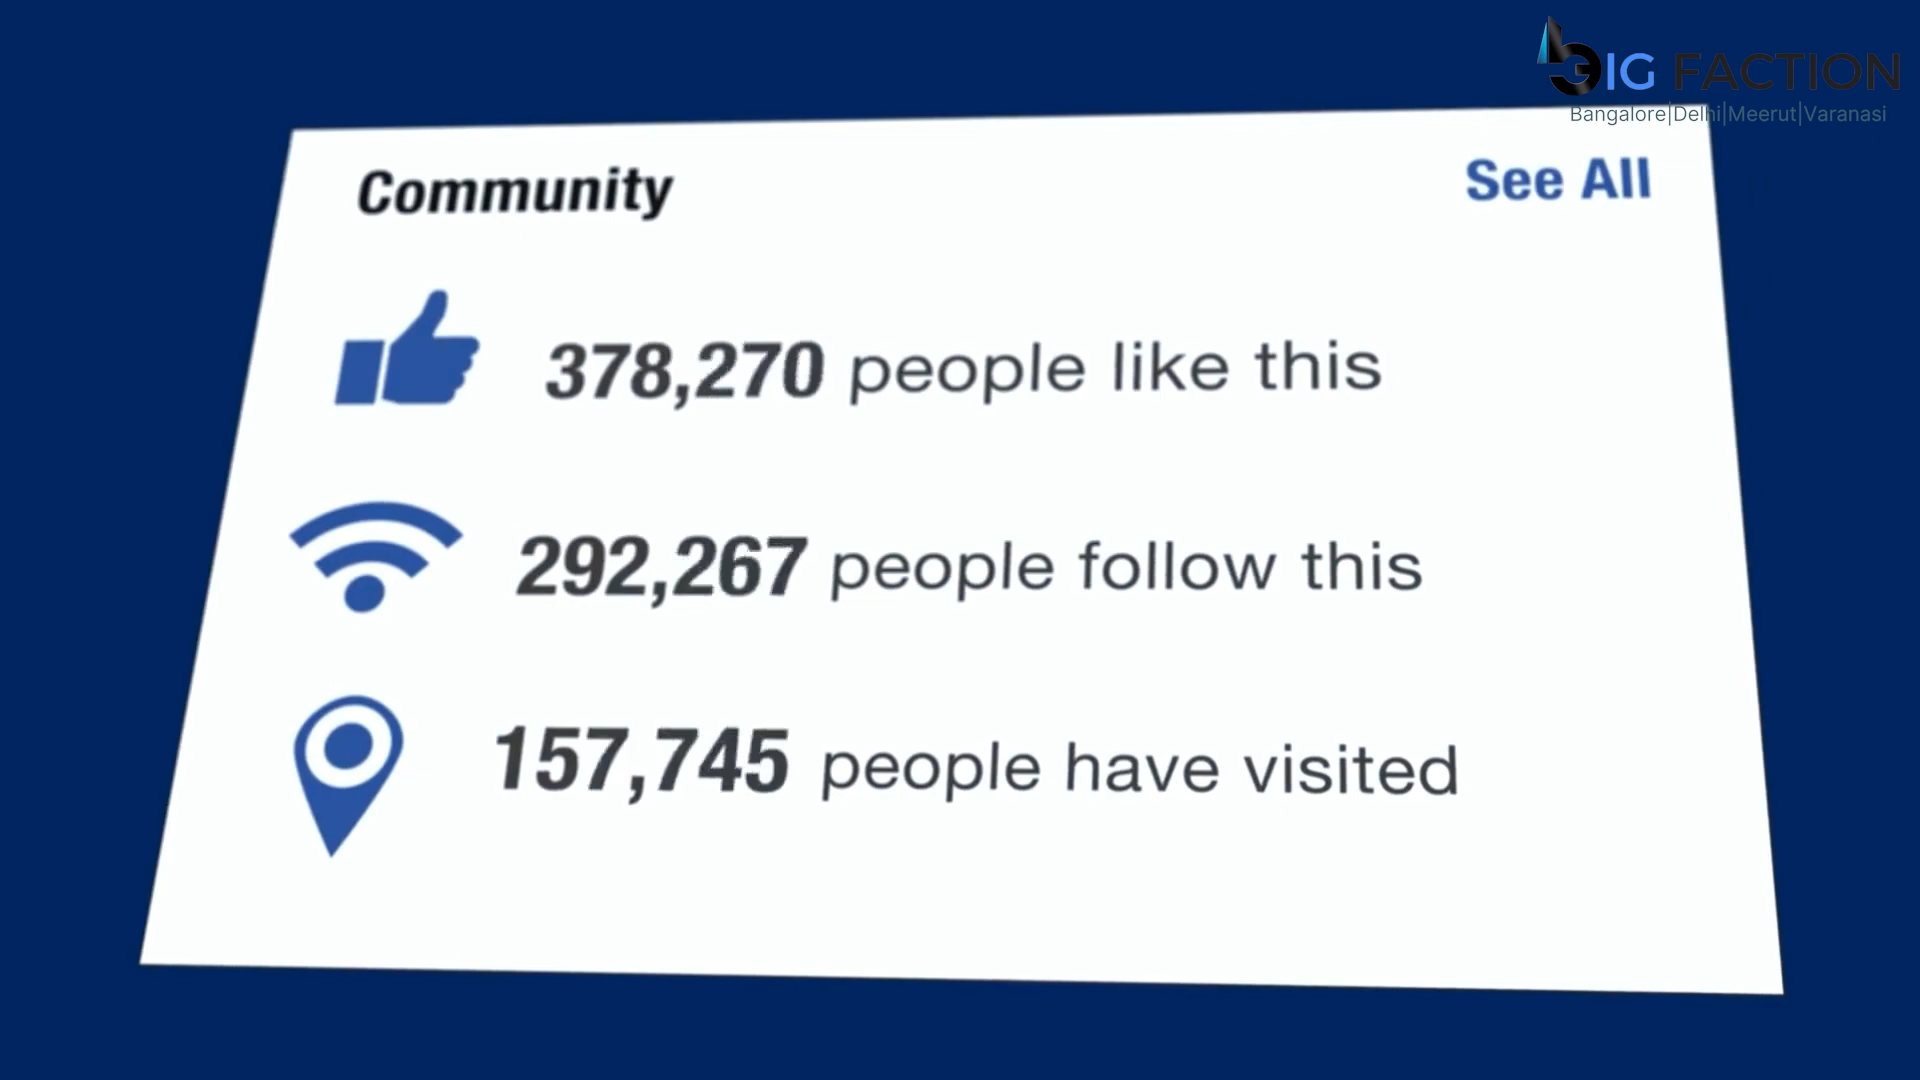 BIG FACTION
Bangalore|Delhi|Meerut|Varanasi
Community
See All
378,270 people like this
292,267 people follow this
157,745 people have visited